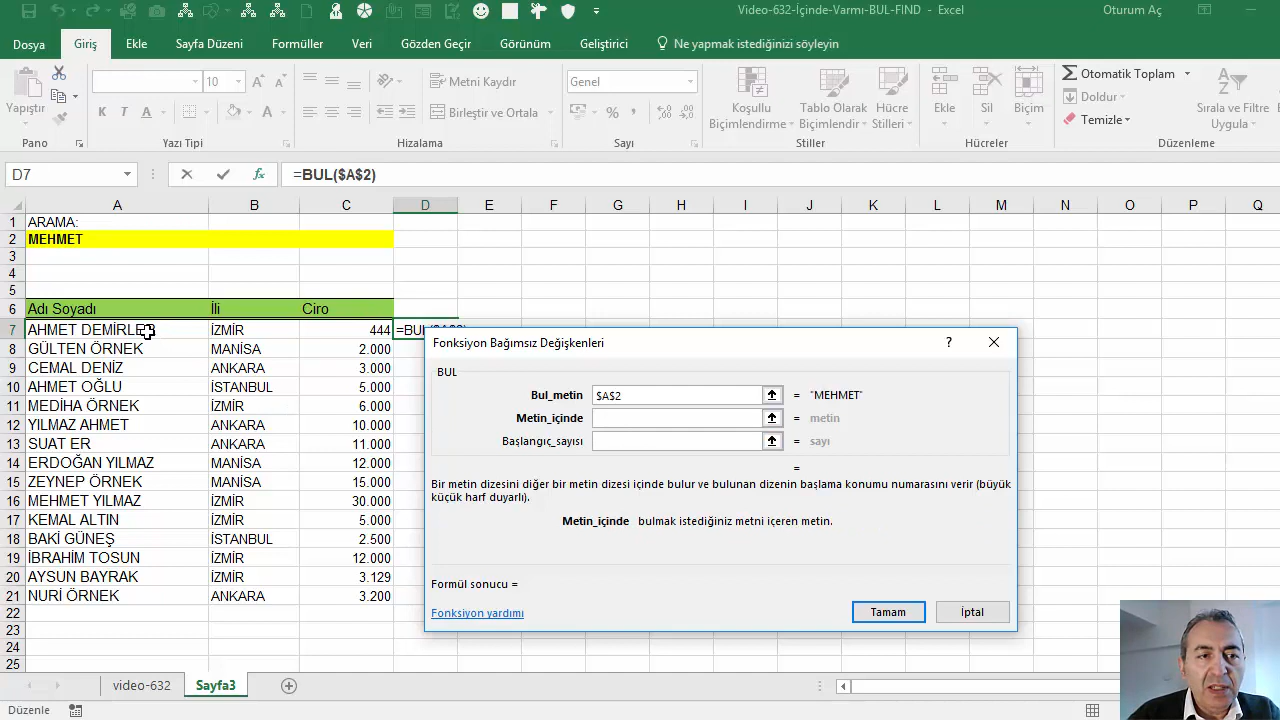 Video-632-İçinde-Varmı-BUL-FIND - Excel
Oturum Aç
Dosya Giriş Ekle Sayfa Düzeni Formüller Veri Gözden Geçir Görünüm Geliştirici Ne yapmak istediğinizi söyleyin
10 Metni Kaydır Genel Otomatik Toplam
Yapıştır K T A A Birleştir ve Ortala % Koşullu Biçimlendirme Tablo Olarak Biçimlendir Hücre Stilleri Ekle Sil Biçim Doldur Temizle Sırala ve Filtre Uygula
Pano Yazı Tipi Hizalama Sayı Stiller Hücreler Düzenleme
D7 fx =BUL($A$2)
A B C D E F G H I J K L M N O P Q
1 ARAMA:
2 MEHMET
3
4
5
6 Adı Soyadı İli Ciro
7 AHMET DEMİRLER İZMİR 444
8 GÜLTEN ÖRNEK MANİSA 2.000
9 CEMAL DENİZ ANKARA 3.000
10 AHMET OĞLU İSTANBUL 5.000
11 MEDİHA ÖRNEK İZMİR 6.000
12 YILMAZ AHMET ANKARA 10.000
13 SUAT ER ANKARA 11.000
14 ERDOĞAN YILMAZ MANİSA 12.000
15 ZEYNEP ÖRNEK MANİSA 15.000
16 MEHMET YILMAZ İZMİR 30.000
17 KEMAL ALTIN İZMİR 5.000
18 BAKİ GÜNEŞ İSTANBUL 2.500
19 İBRAHİM TOSUN İZMİR 12.000
20 AYSUN BAYRAK İZMİR 3.129
21 NURİ ÖRNEK ANKARA 3.200
22
23
24
25
Fonksiyon Bağımsız Değişkenleri ?
BUL
Bul_metin $A$2 = "MEHMET"
Metin_içinde = metin
Başlangıç_sayısı = sayı
=
Bir metin dizesini diğer bir metin dizesi içinde bulur ve bulunan dizenin başlama konumu numarasını verir (büyük
küçük harf duyarlı).
Metin_içinde bulmak istediğiniz metni içeren metin.
Formül sonucu =
Fonksiyon yardımı Tamam İptal
video-632 Sayfa3
Düzenle